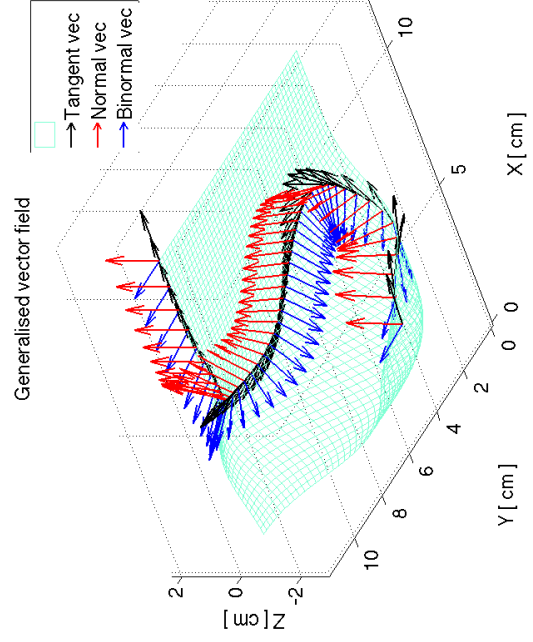 Generalised vector field
Tangent vec
Normal vec
Binormal vec
2
0
-2
Z [ cm]
10
8
6
4
2
0
Y [ cm]
0
5
10
X [ cm]